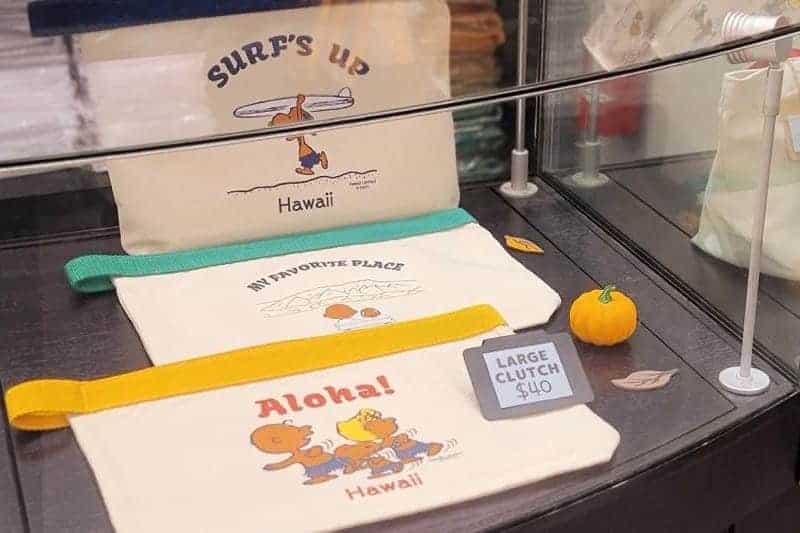 SURF'S UP
Hawaii
MY FAVORITE PLACE
LARGE
CLUTCH
$40
Aloha!
Hawaii